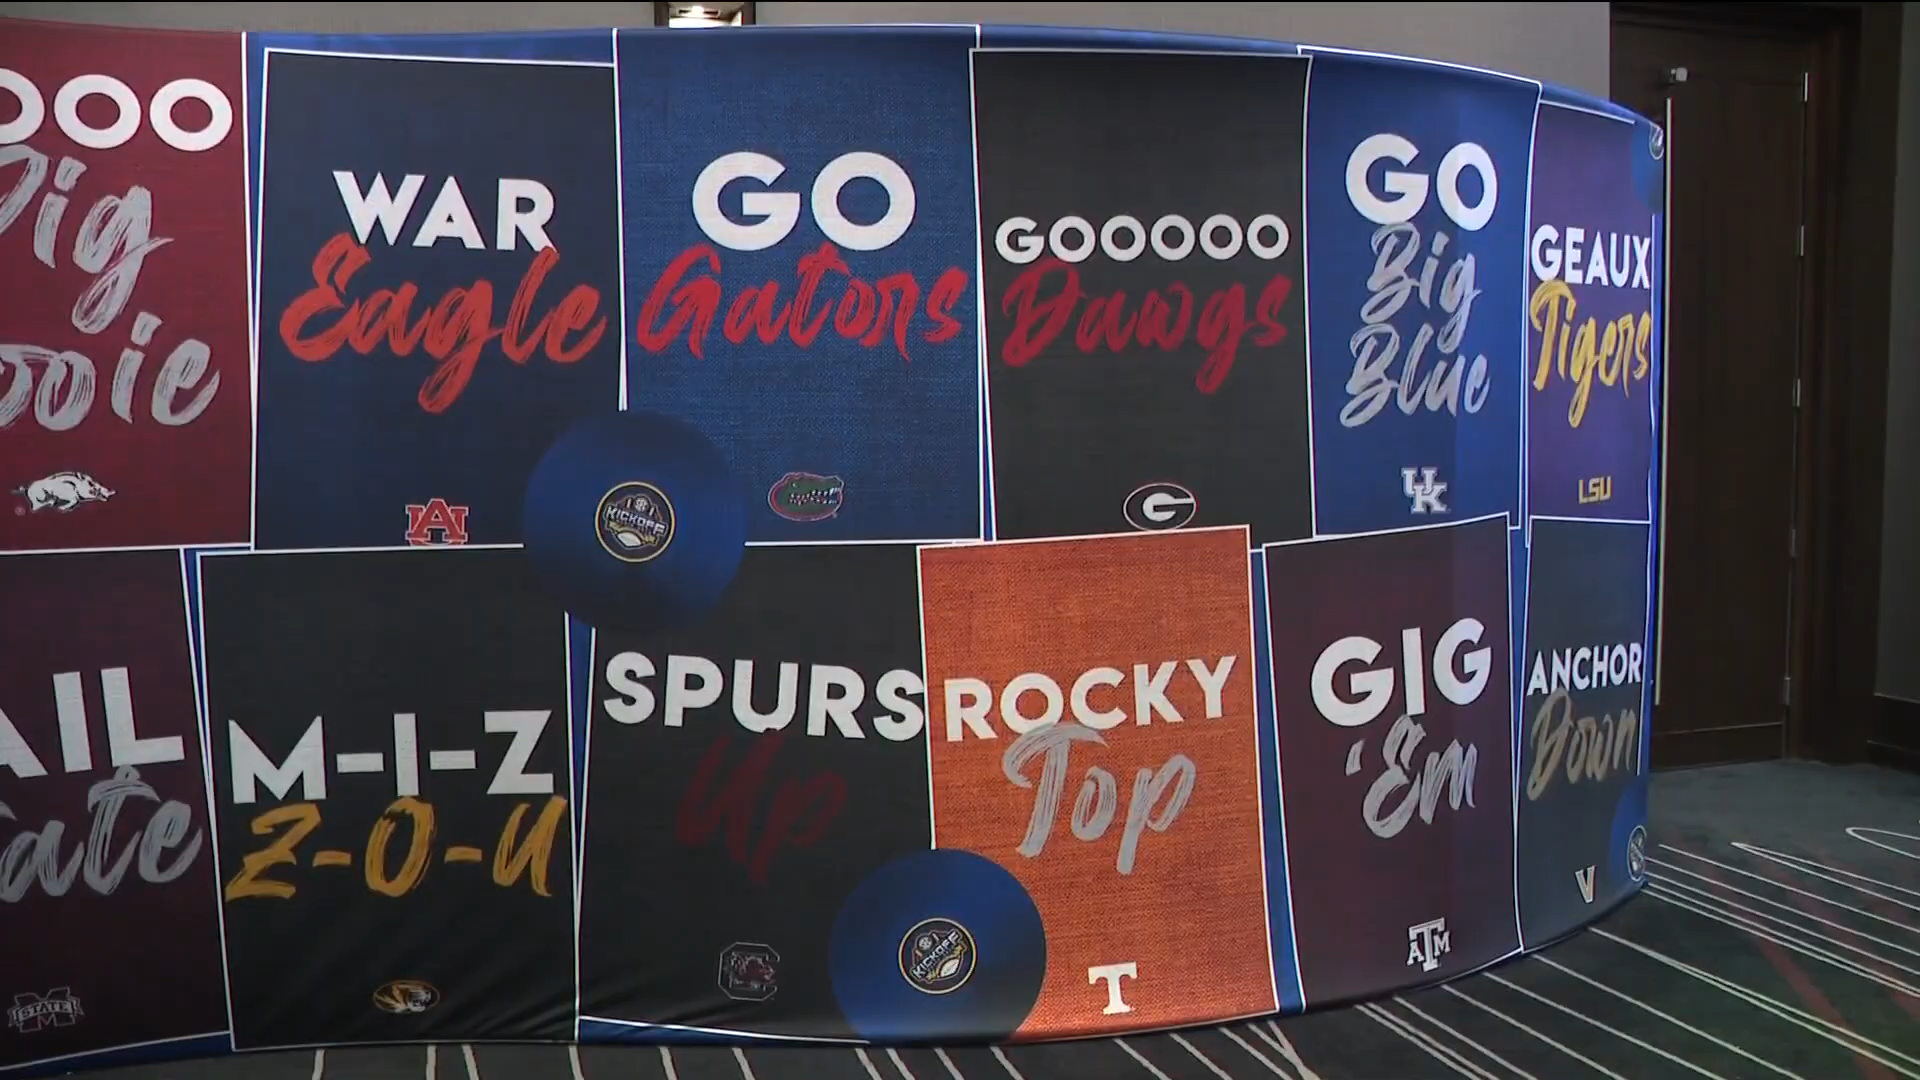 OOO
Pig
ooie
WAR
Eagle
GO
Gators
GOOOOO
Dawgs
G
GO
Big
Blue
UK
GEAUX
Tigers
LSU
KICKOFF
AIL
tate
STATE
M-I-Z
Z-O-U
SPURS
Up
C
KICKOFF
ROCKY
Top
T
GIG
'Em
ATM
ANCHOR
Down
V